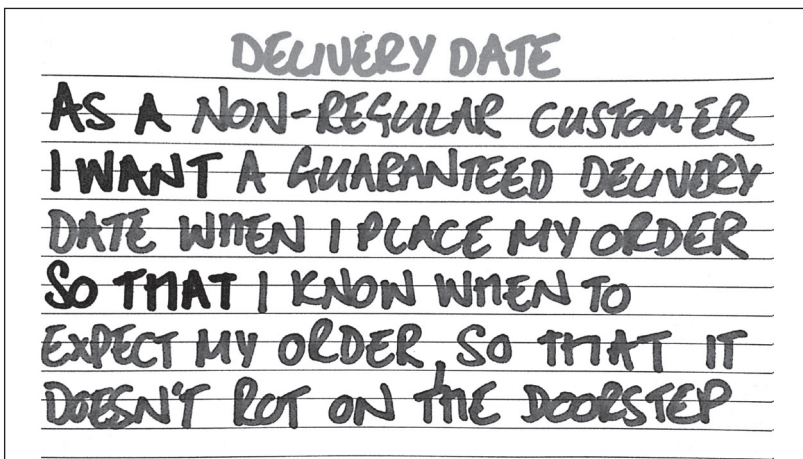 DELIVERY DATE
AS A NON-REGULAR CUSTOMER
I WANT A GUARANTEED DELIVERY
DATE WHEN I PLACE MY ORDER
SO THAT I KNOW WHEN TO
EXPECT MY ORDER, SO THAT IT
DOESN'T ROT ON THE DOORSTEP